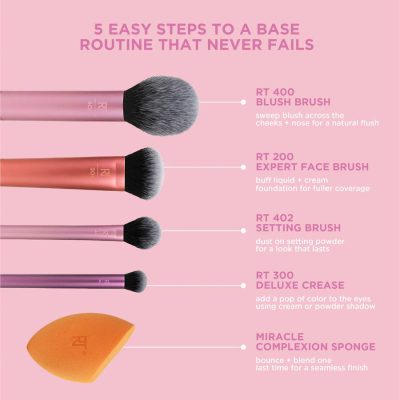 5 EASY STEPS TO A BASE
ROUTINE THAT NEVER FAILS
RT 400
BLUSH BRUSH
sweep blush across the
cheeks + nose for a natural flush
RT 200
EXPERT FACE BRUSH
buff liquid + cream
foundation for fuller coverage
RT 402
SETTING BRUSH
dust on setting powder
for a look that lasts
RT 300
DELUXE CREASE
add a pop of color to the eyes
using cream or powder shadow
MIRACLE
COMPLEXION SPONGE
bounce + blend one
last time for a seamless finish